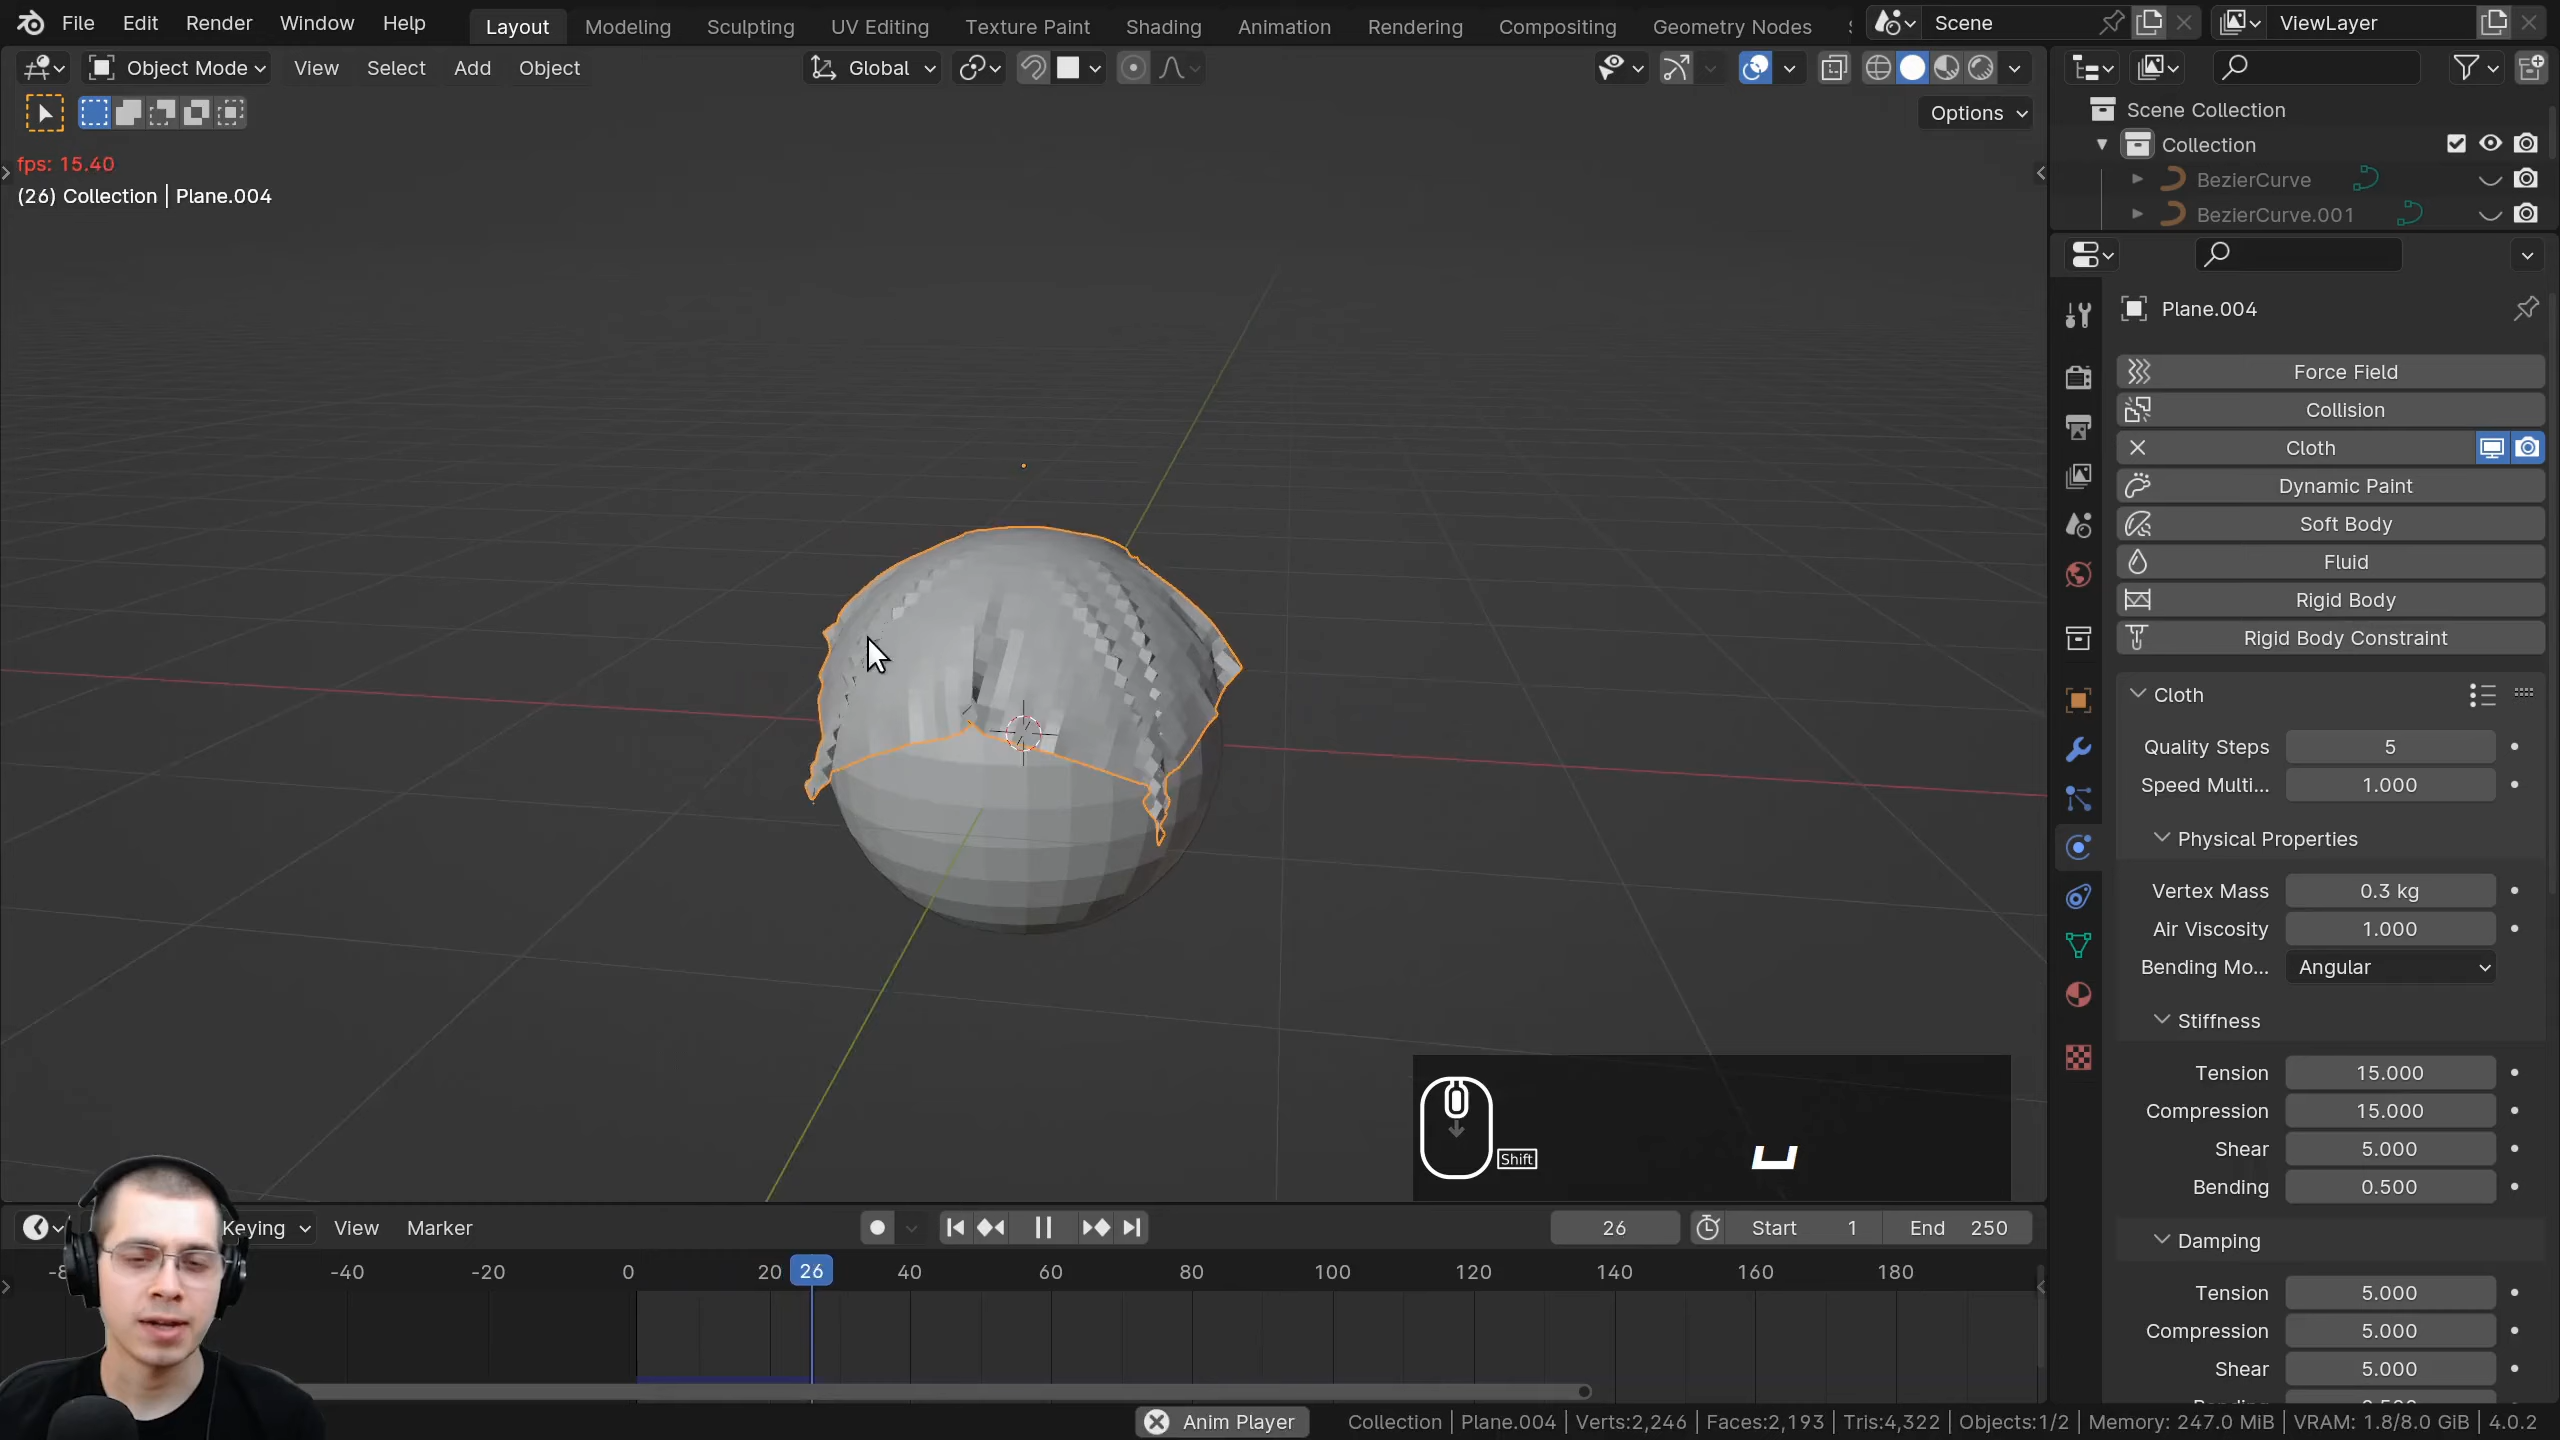 File Edit Render Window Help Layout Modeling Sculpting UV Editing Texture Paint Shading Animation Rendering Compositing Geometry Nodes Scene ViewLayer
Object Mode View Select Add Object Global
Options
fps: 15.40
(26) Collection | Plane.004
Scene Collection
Collection
BezierCurve
BezierCurve.001
Plane.004
Force Field
Collision
Cloth
Dynamic Paint
Soft Body
Fluid
Rigid Body
Rigid Body Constraint
Cloth
Quality Steps 5
Speed Multi... 1.000
Physical Properties
Vertex Mass 0.3 kg
Air Viscosity 1.000
Bending Mo... Angular
Stiffness
Tension 15.000
Compression 15.000
Shear 5.000
Bending 0.500
Damping
Tension 5.000
Compression 5.000
Shear 5.000
Shift
Keying View Marker 26 Start 1 End 250
-40 -20 0 20 26 40 60 80 100 120 140 160 180
Anim Player Collection | Plane.004 | Verts:2,246 | Faces:2,193 | Tris:4,322 | Objects:1/2 | Memory: 247.0 MiB | VRAM: 1.8/8.0 GiB | 4.0.2